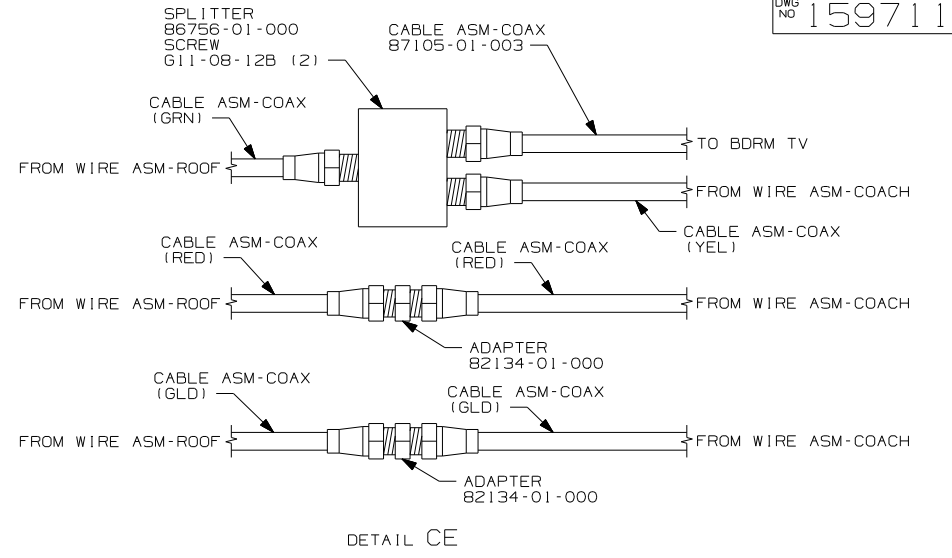 DWG
NO 159711
SPLITTER
86756-01-000
SCREW
G11-08-12B (2)
CABLE ASM-COAX
87105-01-003
CABLE ASM-COAX
(GRN)
FROM WIRE ASM-ROOF
TO BDRM TV
FROM WIRE ASM-COACH
CABLE ASM-COAX
(YEL)
CABLE ASM-COAX
(RED)
CABLE ASM-COAX
(RED)
FROM WIRE ASM-ROOF
FROM WIRE ASM-COACH
ADAPTER
82134-01-000
CABLE ASM-COAX
(GLD)
CABLE ASM-COAX
(GLD)
FROM WIRE ASM-ROOF
FROM WIRE ASM-COACH
ADAPTER
82134-01-000
DETAIL CE